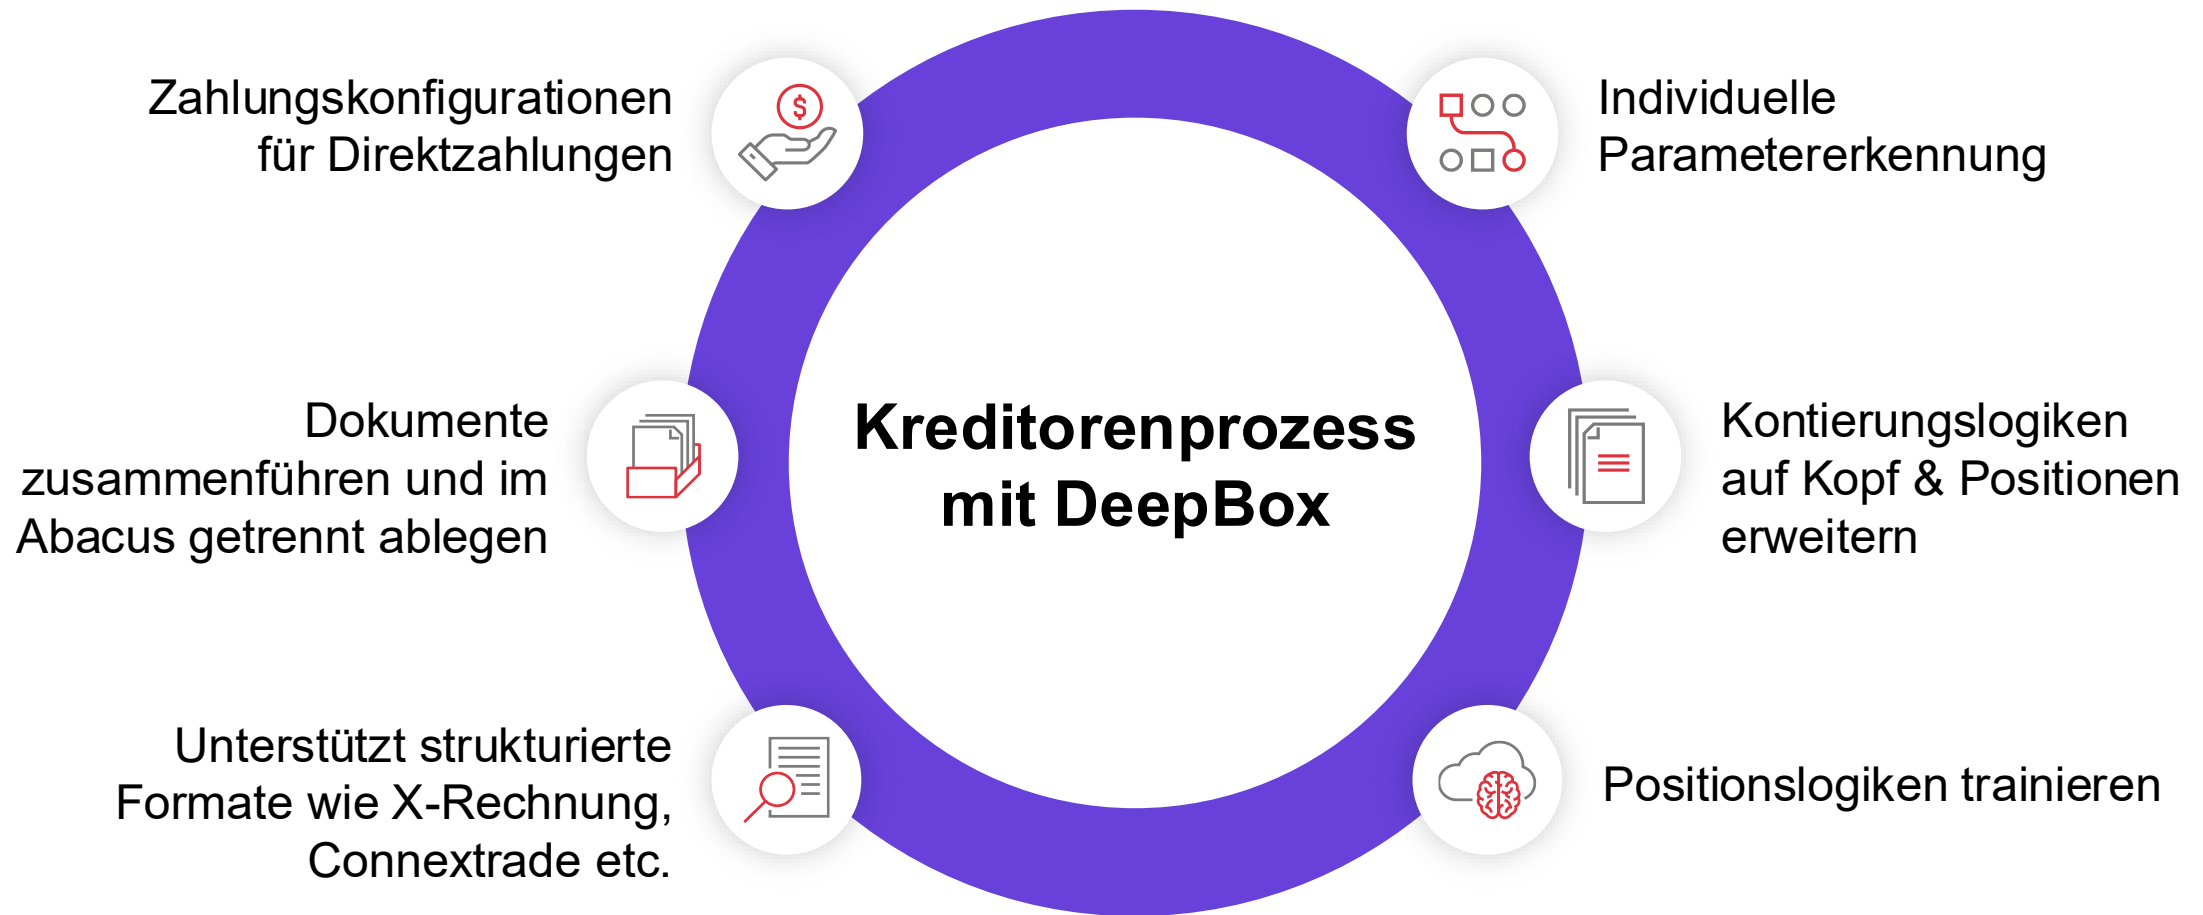 Zahlungskonfigurationen
für Direktzahlungen
Individuelle
Parametererkennung
Dokumente
zusammenführen und im
Abacus getrennt ablegen
Kreditorenprozess
mit DeepBox
Kontierungslogiken
auf Kopf & Positionen
erweitern
Unterstützt strukturierte
Formate wie X-Rechnung,
Connextrade etc.
Positionslogiken trainieren